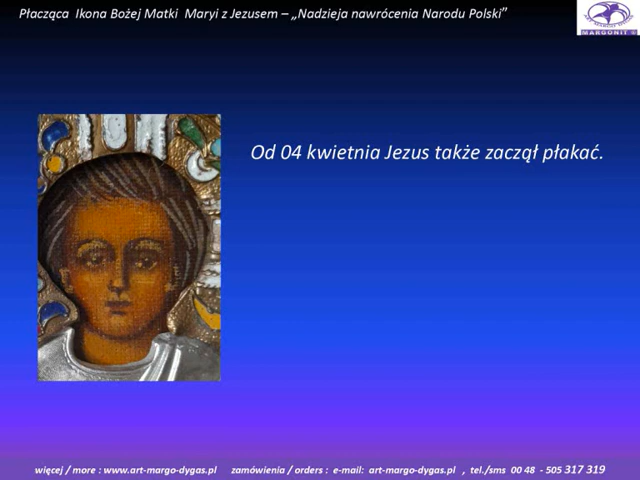 Płacząca Ikona Bożej Matki Maryi z Jezusem – „Nadzieja nawrócenia Narodu Polski”
MARGONIT ®
Od 04 kwietnia Jezus także zaczął płakać.
więcej / more : www.art-margo-dygas.pl zamówienia / orders : e-mail: art-margo-dygas.pl , tel./sms 00 48 - 505 317 319